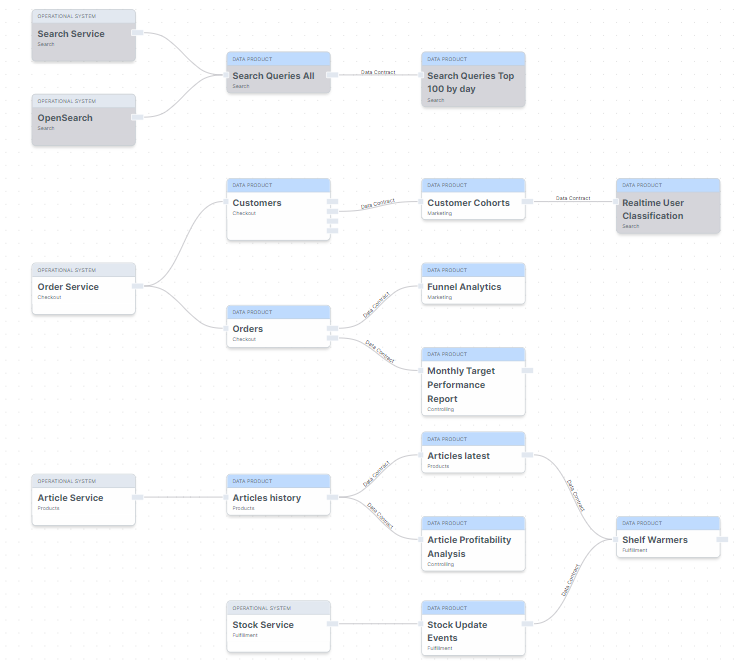 OPERATIONAL SYSTEM
Search Service
Search
DATA PRODUCT
Search Queries All
Search
Data Contract
DATA PRODUCT
Search Queries Top
100 by day
Search
OPERATIONAL SYSTEM
OpenSearch
Search
DATA PRODUCT
Customers
Checkout
Data Contract
DATA PRODUCT
Customer Cohorts
Marketing
Data Contract
DATA PRODUCT
Realtime User
Classification
Search
OPERATIONAL SYSTEM
Order Service
Checkout
DATA PRODUCT
Orders
Checkout
Data Contract
DATA PRODUCT
Funnel Analytics
Marketing
Data Contract
DATA PRODUCT
Monthly Target
Performance
Report
Controlling
OPERATIONAL SYSTEM
Article Service
Products
DATA PRODUCT
Articles history
Products
Data Contract
DATA PRODUCT
Articles latest
Products
Data Contract
Data Contract
DATA PRODUCT
Article Profitability
Analysis
Controlling
DATA PRODUCT
Shelf Warmers
Fulfillment
Data Contract
OPERATIONAL SYSTEM
Stock Service
Fulfillment
DATA PRODUCT
Stock Update
Events
Fulfillment